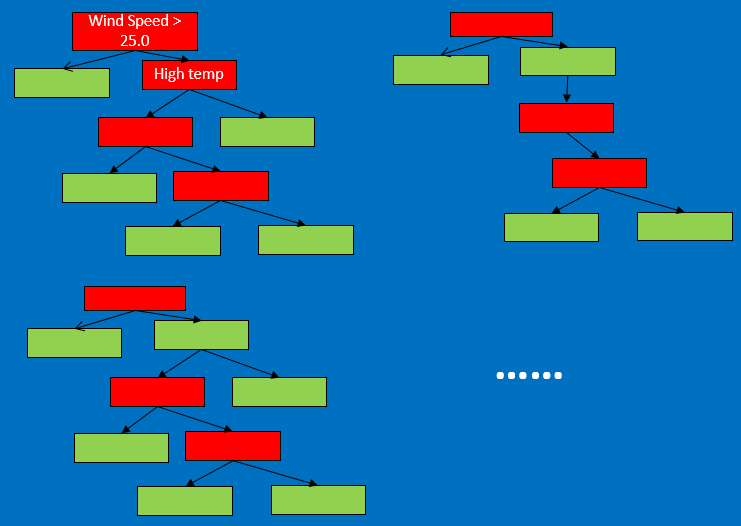 Wind Speed >
25.0
High temp
......